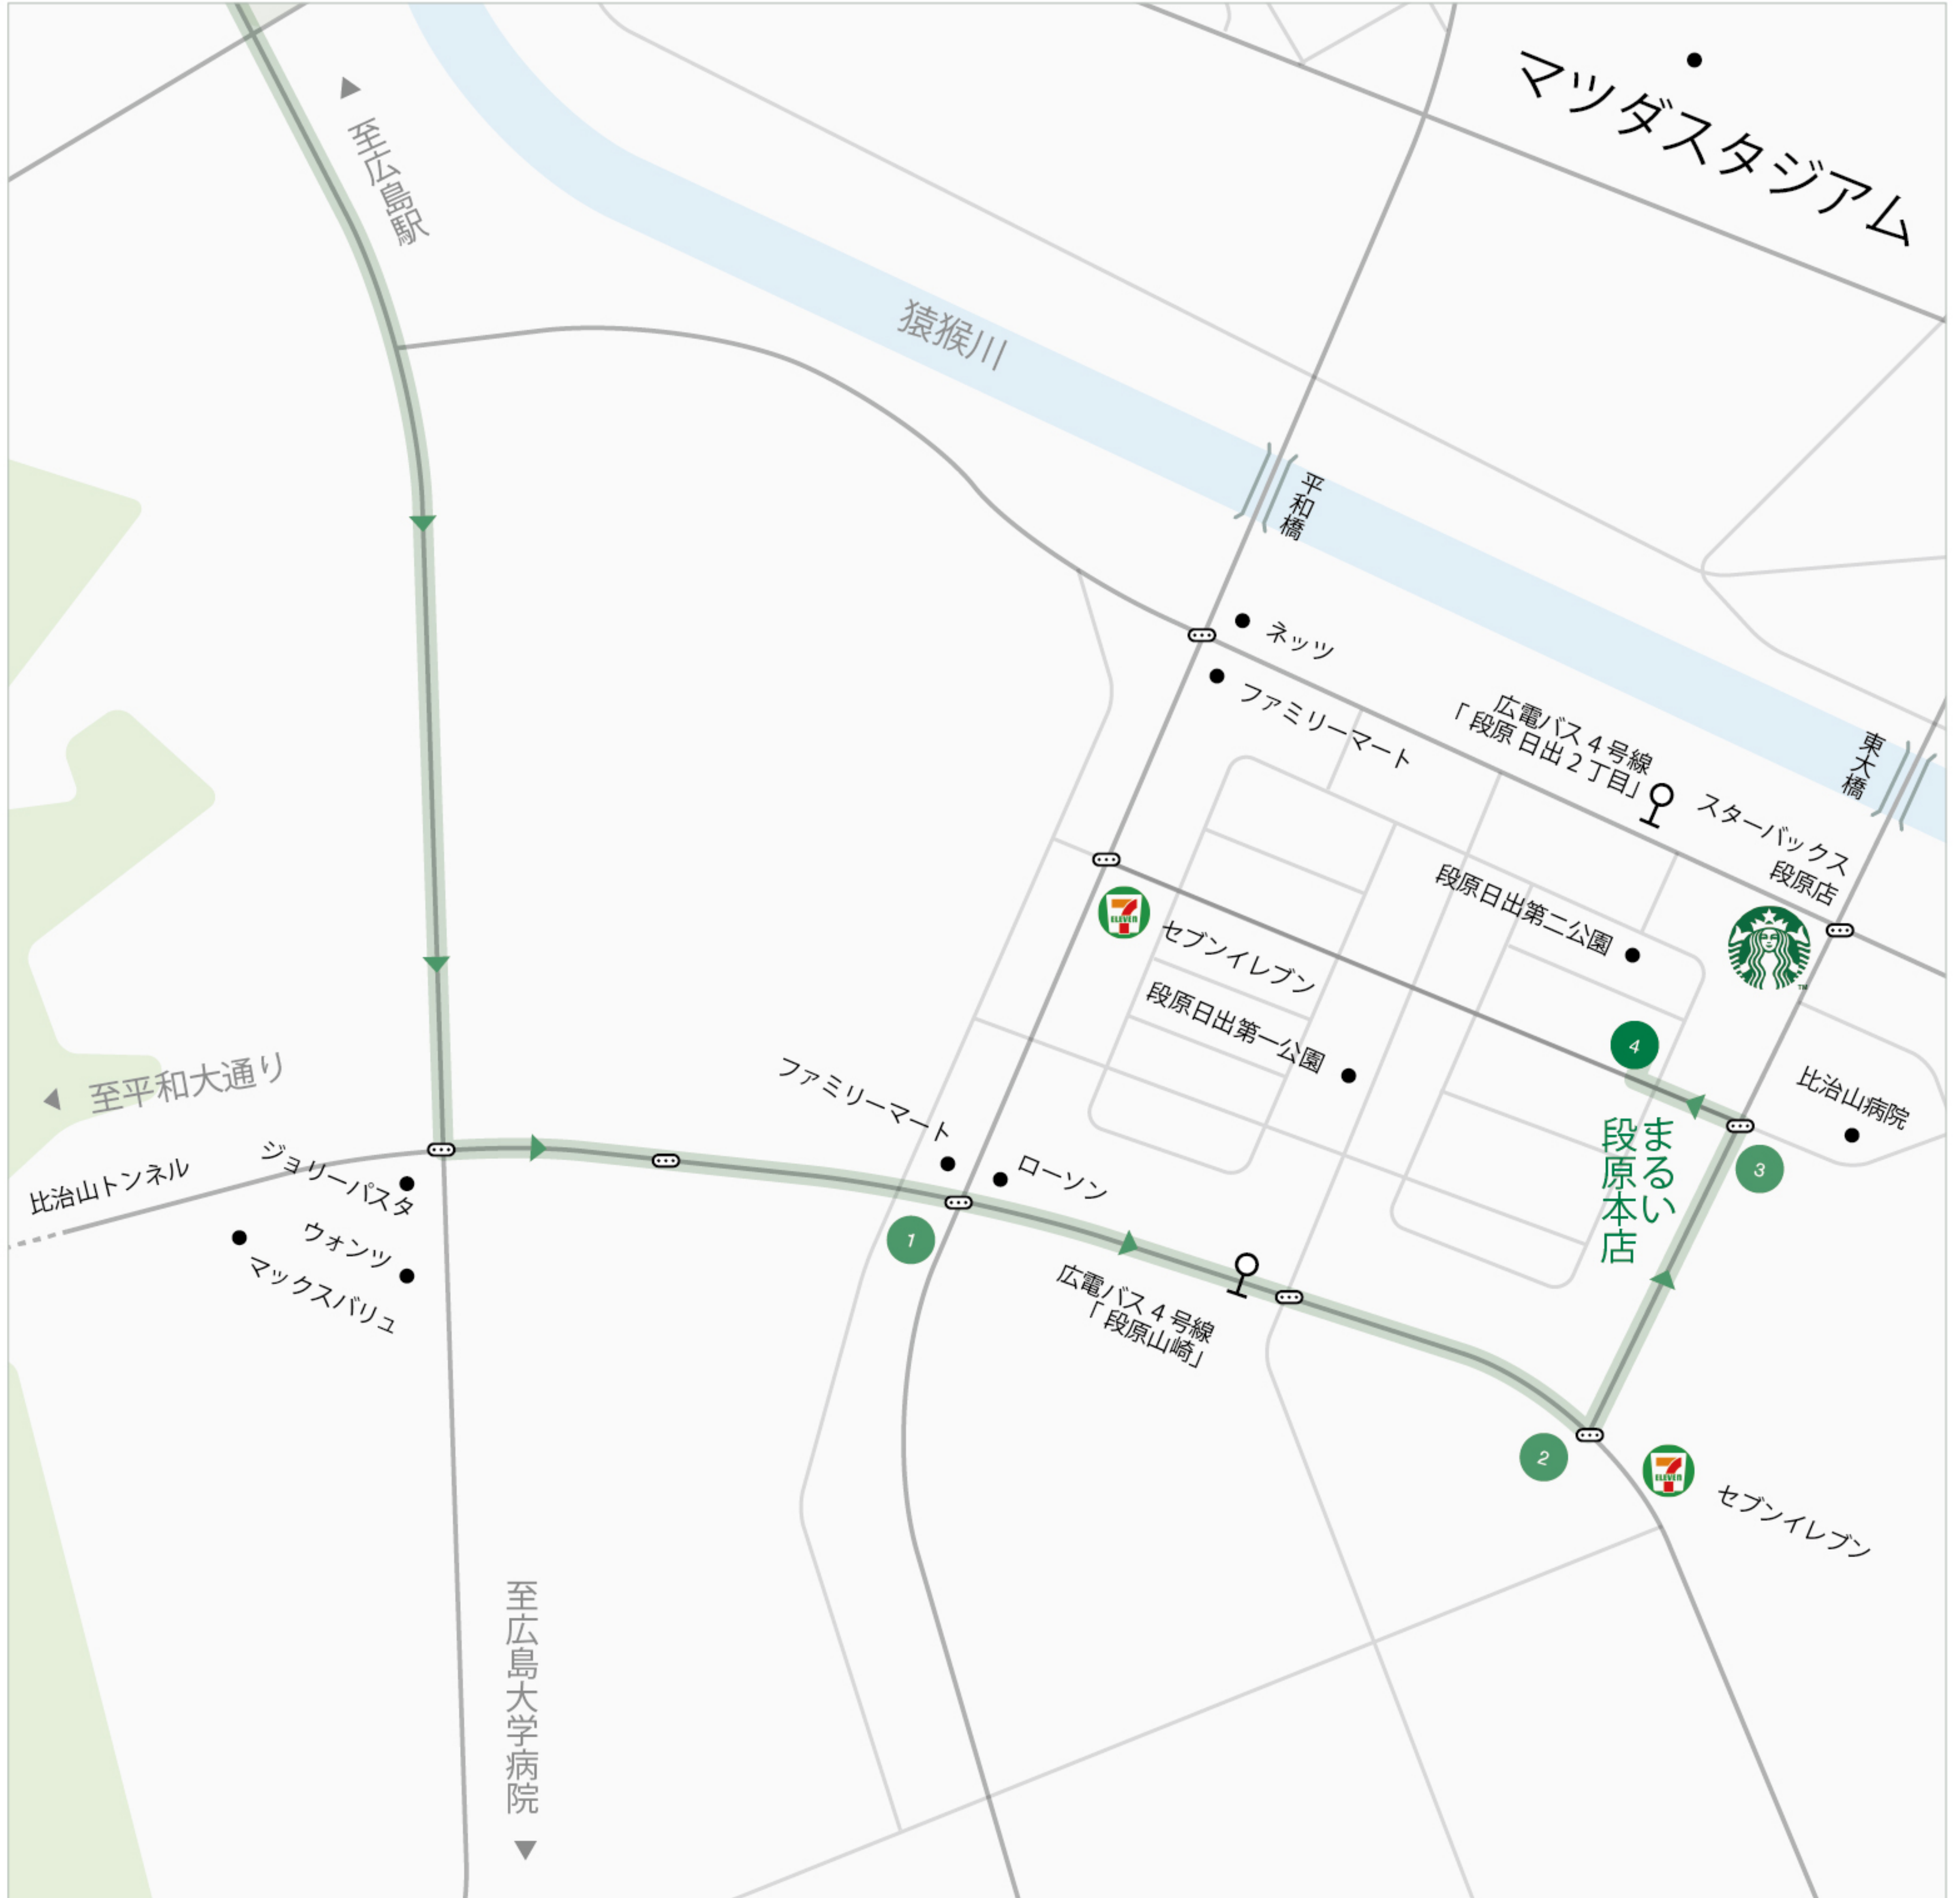 マツダスタジアム
至広島駅
猿猴川
平和橋
ネッツ
ファミリーマート
広電バス4号線
「段原日出2丁目」
東大橋
スターバックス
段原店
TM
段原日出第二公園
7
ELEVEN
セブンイレブン
段原日出第一公園
4
至平和大通り
ファミリーマート
比治山病院
まるい
段原本店
3
ジョリーパスタ
比治山トンネル
ローソン
ウォンツ
マックスバリュ
1
広電バス4号線
「段原山崎」
2
7
ELEVEN
セブンイレブン
至広島大学病院